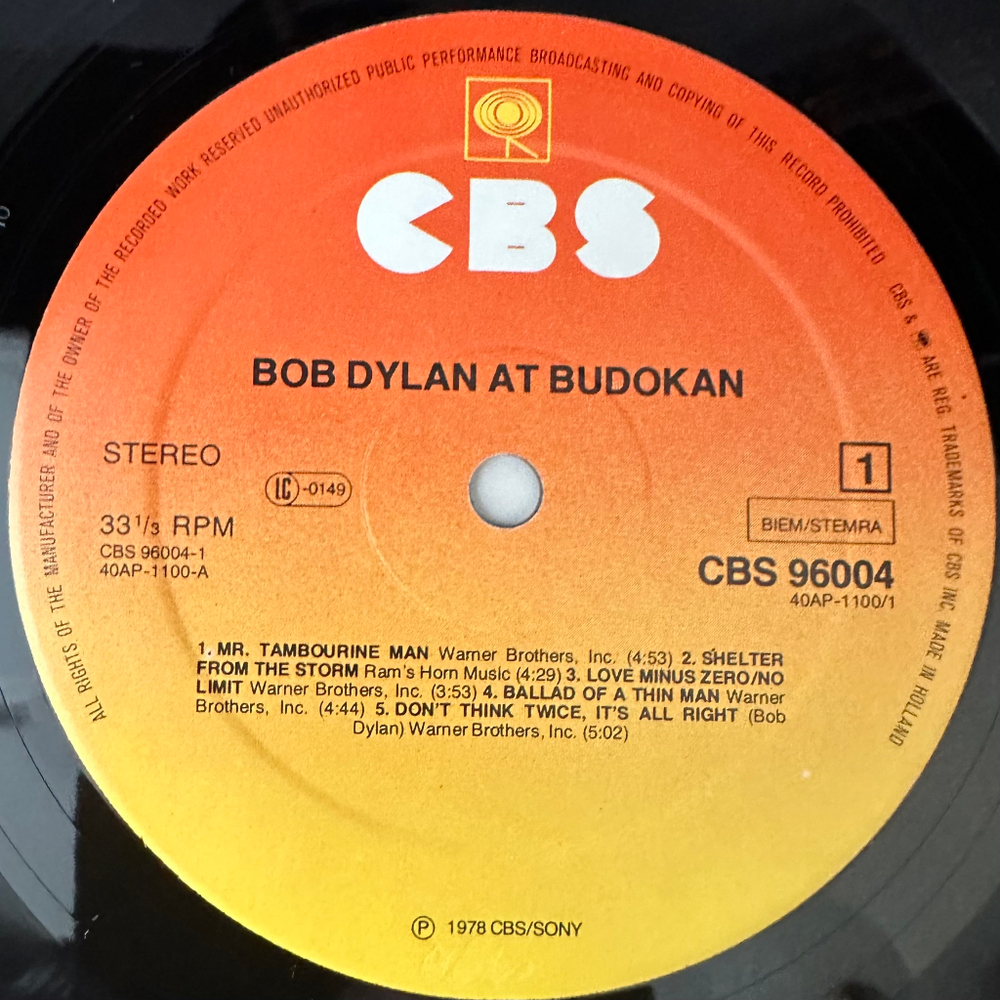 ALL RIGHTS OF THE MANUFACTURER AND OF THE OWNER OF THE RECORDED WORK RESERVED UNAUTHORIZED PUBLIC PERFORMANCE BROADCASTING AND COPYING OF THIS RECORD PROHIBITED CBS & ARE REG. TRADEMARKS OF CBS INC. MADE IN HOLLAND
CBS
BOB DYLAN AT BUDOKAN
STEREO
LC-0149
1
33 1/3 RPM
BIEM/STEMRA
CBS 96004-1
40AP-1100-A
CBS 96004
40AP-1100/1
1. MR. TAMBOURINE MAN Warner Brothers, Inc. (4:53) 2. SHELTER
FROM THE STORM Ram's Horn Music (4:29) 3. LOVE MINUS ZERO/NO
LIMIT Warner Brothers, Inc. (3:53) 4. BALLAD OF A THIN MAN Warner
Brothers, Inc. (4:44) 5. DON'T THINK TWICE, IT'S ALL RIGHT (Bob
Dylan) Warner Brothers, Inc. (5:02)
℗ 1978 CBS/SONY